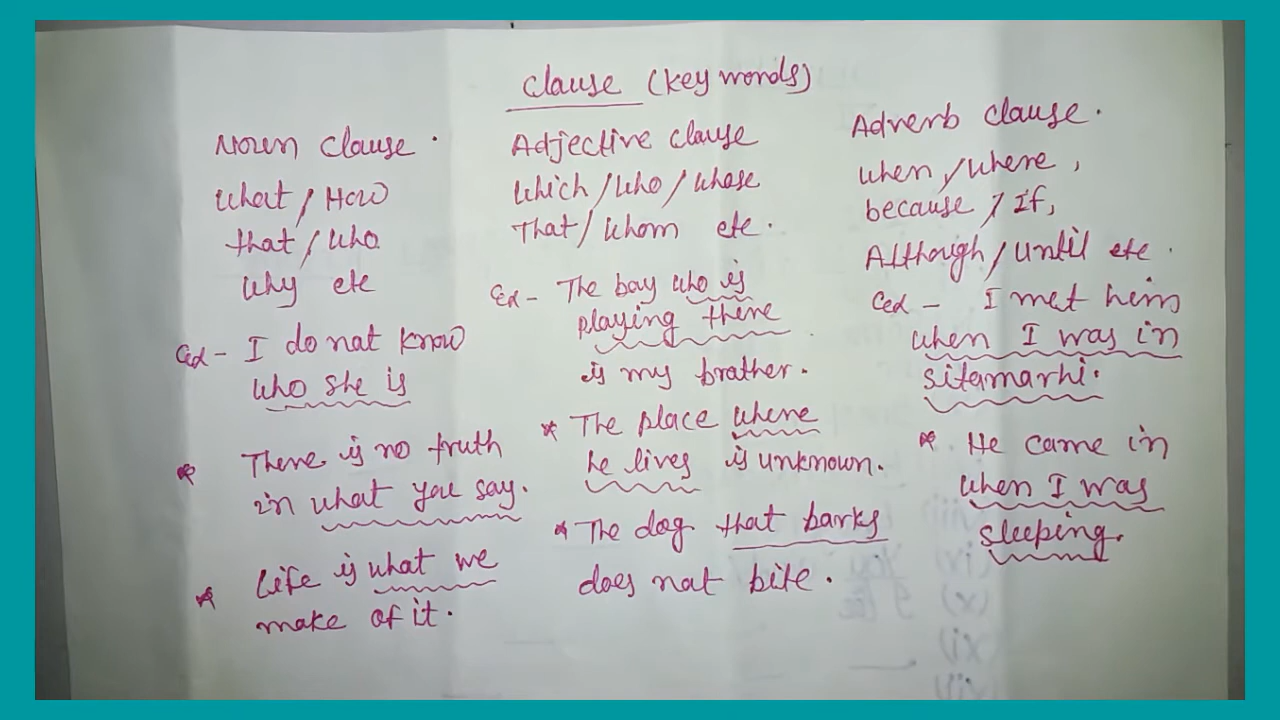 Clause (Key words)
Noun clause.
What / How
that / Who
Why etc
Ex - I do not know
who she is
* There is no truth
in what you say.
* Life is what we
make of it.
Adjective clause
Which / Who / Whose
That / Whom etc.
Ex - The boy who is
playing there
is my brother.
* The place where
he lives is unknown.
* The dog that barks
does not bite.
Adverb clause.
When / Where,
because / If,
Although / Until etc.
Ex - I met him
when I was in
sitamarhi.
* He came in
when I was
sleeping.